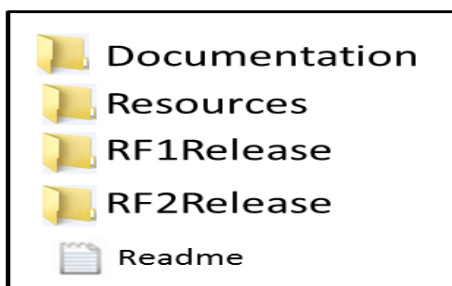 Documentation
Resources
RF1Release
RF2Release
Readme